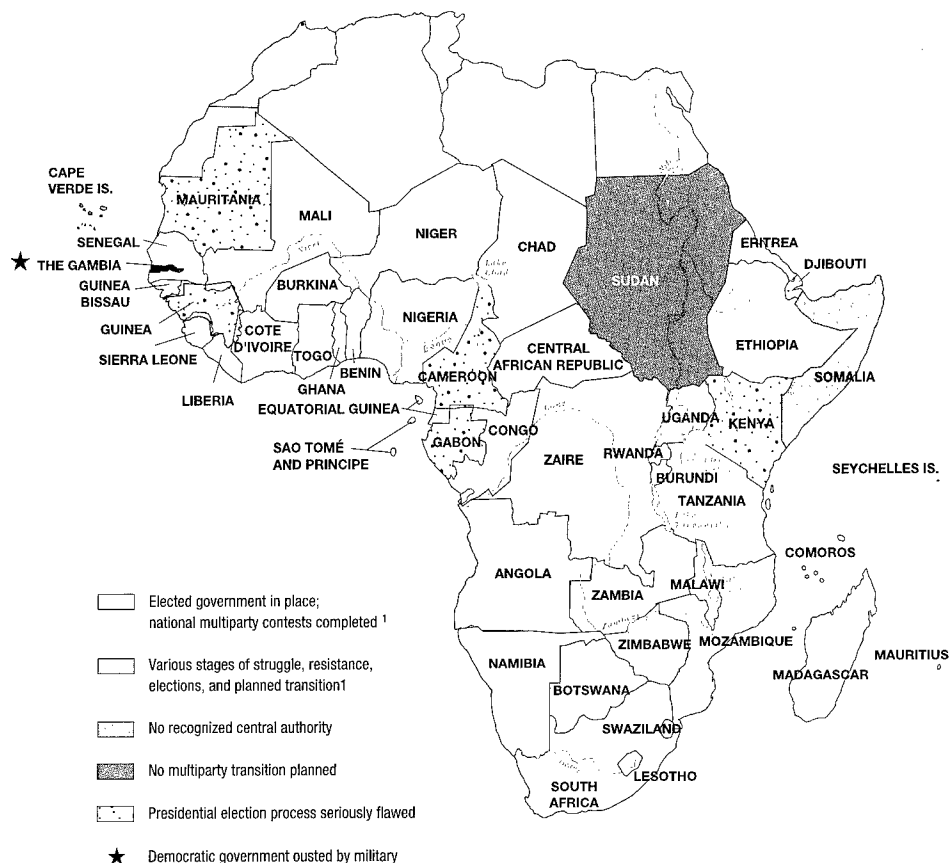 CAPE
VERDE IS.
MAURITANIA
MALI
NIGER
CHAD
SUDAN
ERITREA
DJIBOUTI
SENEGAL
THE GAMBIA
GUINEA
BISSAU
GUINEA
SIERRA LEONE
LIBERIA
BURKINA
COTE
D'IVOIRE
TOGO
GHANA
BENIN
NIGERIA
CAMEROON
CENTRAL
AFRICAN REPUBLIC
ETHIOPIA
SOMALIA
EQUATORIAL GUINEA
SAO TOMÉ
AND PRINCIPE
GABON
CONGO
ZAIRE
UGANDA
KENYA
RWANDA
BURUNDI
TANZANIA
SEYCHELLES IS.
COMOROS
ANGOLA
ZAMBIA
MALAWI
ZIMBABWE
MOZAMBIQUE
MADAGASCAR
MAURITIUS
NAMIBIA
BOTSWANA
SWAZILAND
LESOTHO
SOUTH
AFRICA
Elected government in place;
national multiparty contests completed 1
Various stages of struggle, resistance,
elections, and planned transition1
No recognized central authority
No multiparty transition planned
Presidential election process seriously flawed
Democratic government ousted by military